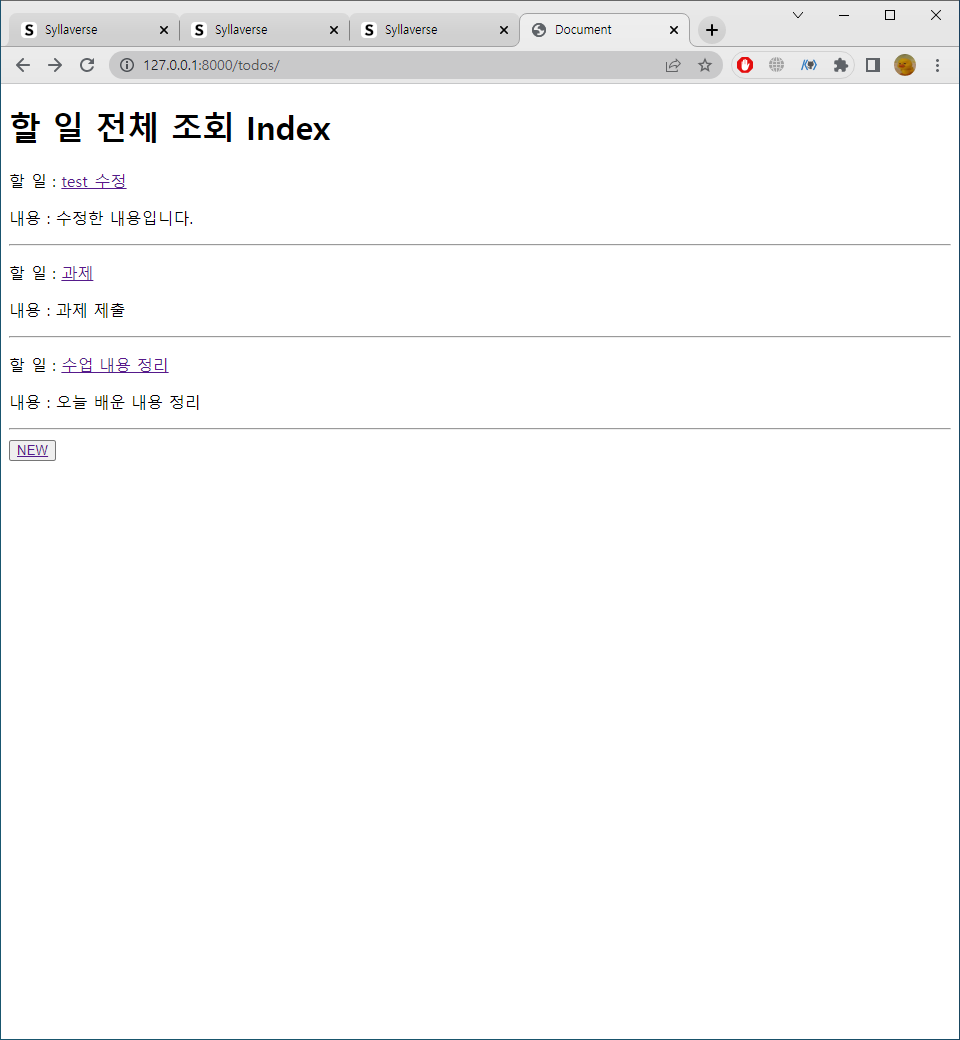 Syllaverse
Syllaverse
Syllaverse
Document
127.0.0.1:8000/todos/
할 일 전체 조회 Index
할 일 : test 수정
내용 : 수정한 내용입니다.
할 일 : 과제
내용 : 과제 제출
할 일 : 수업 내용 정리
내용 : 오늘 배운 내용 정리
NEW